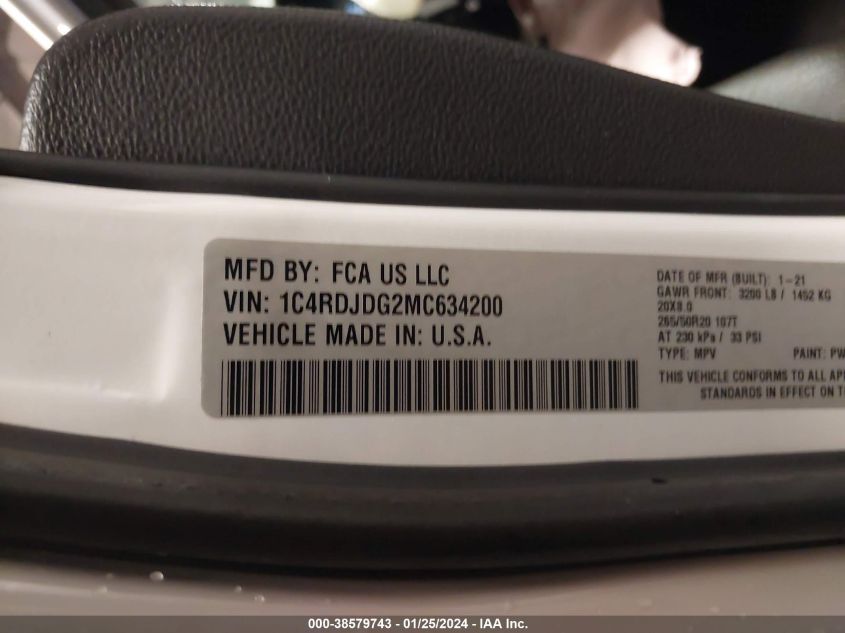 MFD BY: FCA US LLC
VIN: 1C4RDJDG2MC634200
VEHICLE MADE IN: U.S.A.
DATE OF MFR (BUILT): 1-21
GAWR FRONT: 3200 LB / 1452 KG
20X8.0
265/50R20 107T
AT 230 kPa / 33 PSI
TYPE: MPV PAINT: PW
THIS VEHICLE CONFORMS TO ALL AP
STANDARDS IN EFFECT ON T
000-38579743 - 01/25/2024 - IAA Inc.